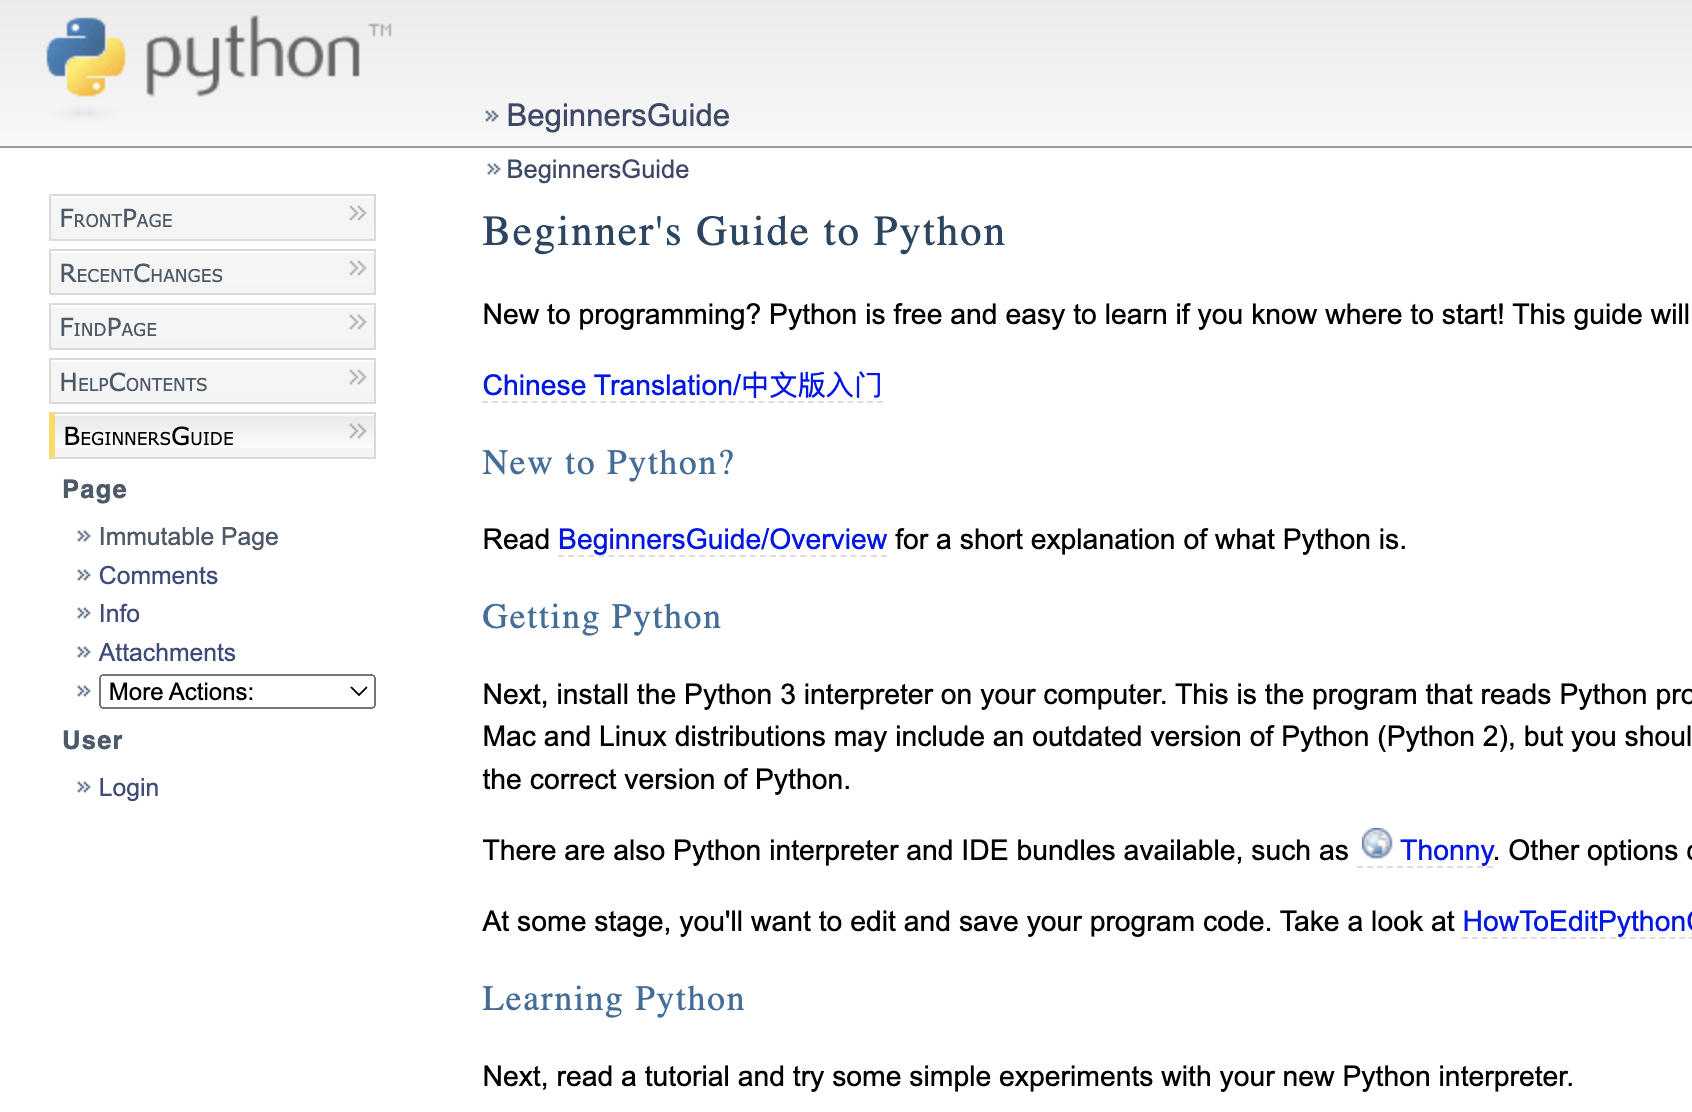 python™
» BeginnersGuide
» BeginnersGuide
FrontPage »
RecentChanges »
FindPage »
HelpContents »
BeginnersGuide »
Page
» Immutable Page
» Comments
» Info
» Attachments
» More Actions:
User
» Login
Beginner's Guide to Python
New to programming? Python is free and easy to learn if you know where to start! This guide will
Chinese Translation/中文版入门
New to Python?
Read BeginnersGuide/Overview for a short explanation of what Python is.
Getting Python
Next, install the Python 3 interpreter on your computer. This is the program that reads Python pro
Mac and Linux distributions may include an outdated version of Python (Python 2), but you shoul
the correct version of Python.
There are also Python interpreter and IDE bundles available, such as Thonny. Other options
At some stage, you'll want to edit and save your program code. Take a look at HowToEditPython
Learning Python
Next, read a tutorial and try some simple experiments with your new Python interpreter.